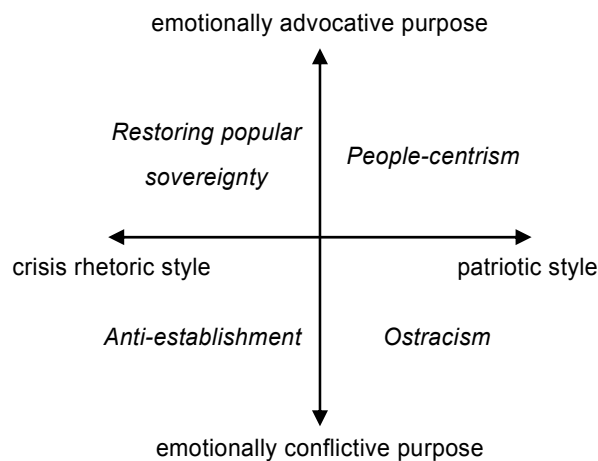 emotionally advocative purpose
Restoring popular
sovereignty
People-centrism
crisis rhetoric style
patriotic style
Anti-establishment
Ostracism
emotionally conflictive purpose